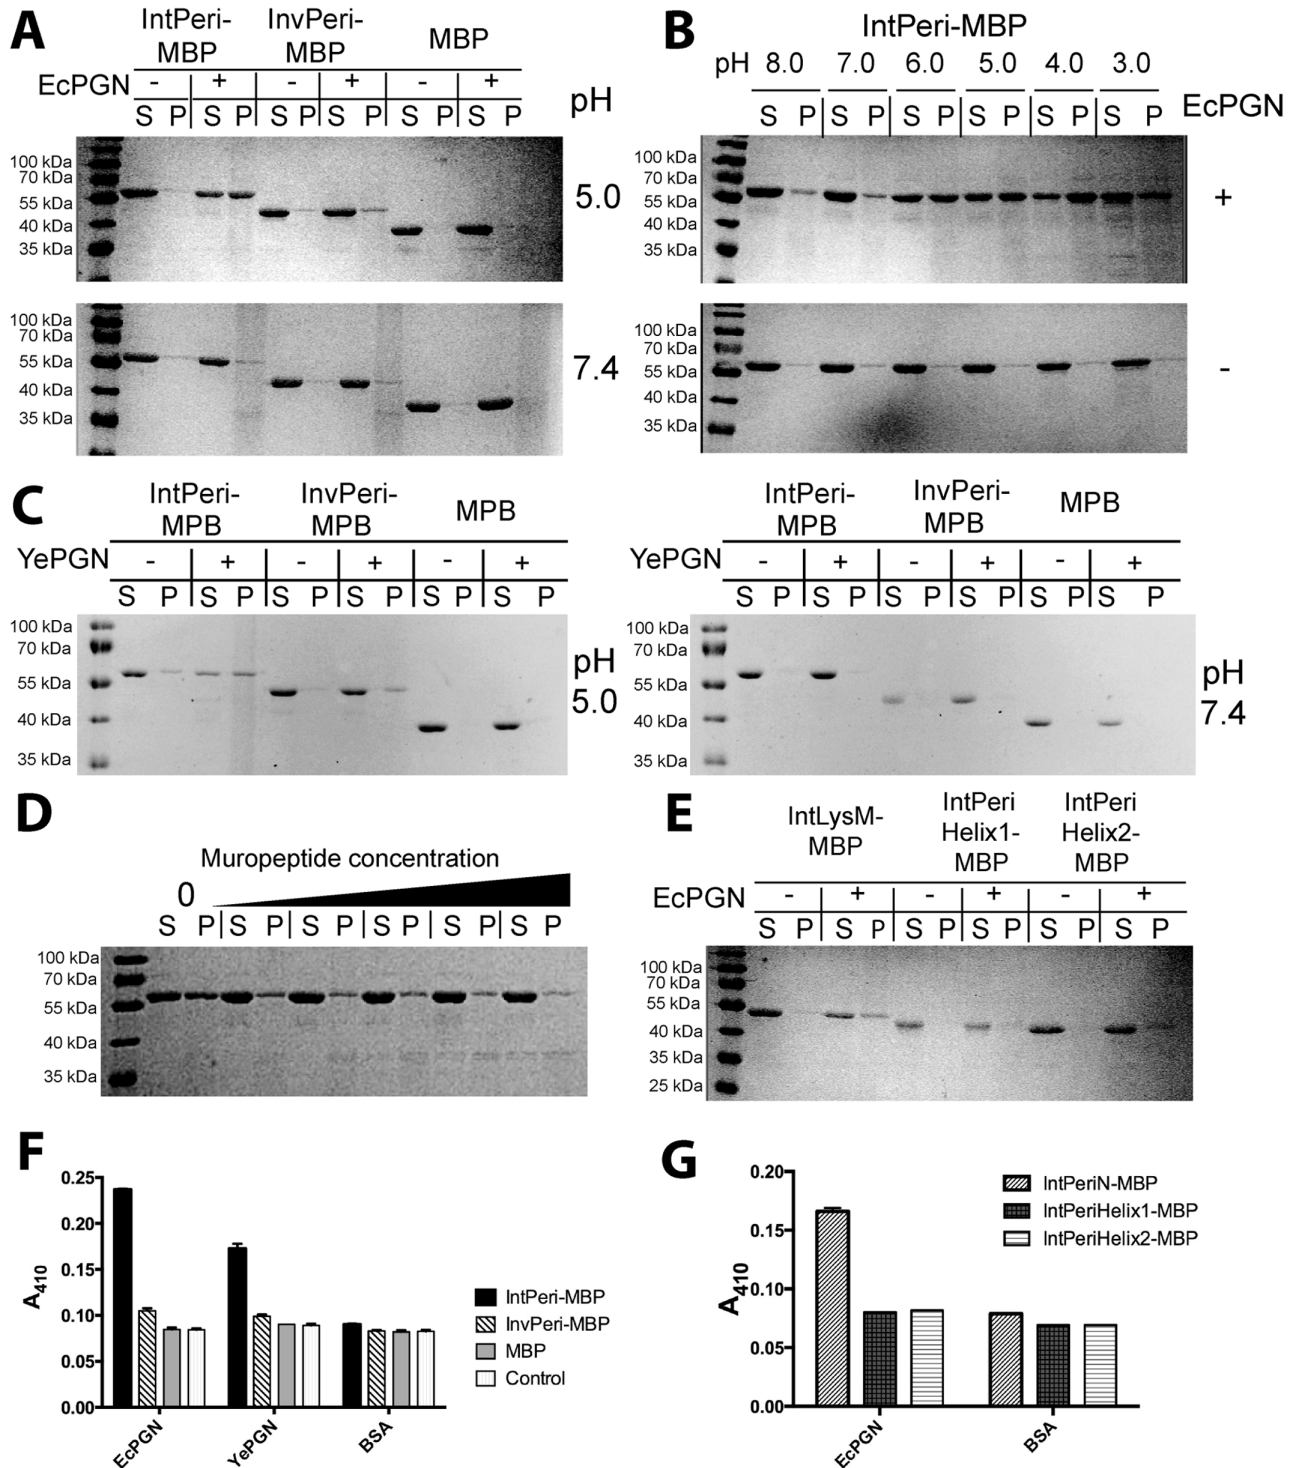 A
IntPeri-
MBP
InvPeri-
MBP
MBP
EcPGN - + - + - +
S P S P S P S P S P S P
pH
100 kDa
70 kDa
55 kDa
40 kDa
35 kDa
5.0
100 kDa
70 kDa
55 kDa
40 kDa
35 kDa
7.4
B
IntPeri-MBP
pH 8.0 7.0 6.0 5.0 4.0 3.0
S P S P S P S P S P S P
EcPGN
100 kDa
70 kDa
55 kDa
40 kDa
35 kDa
+
100 kDa
70 kDa
55 kDa
40 kDa
35 kDa
-
C
IntPeri-
MPB
InvPeri-
MPB
MPB
YePGN - + - + - +
S P S P S P S P S P S P
100 kDa
70 kDa
55 kDa
40 kDa
35 kDa
pH
5.0
IntPeri-
MPB
InvPeri-
MPB
MPB
YePGN - + - + - +
S P S P S P S P S P S P
100 kDa
70 kDa
55 kDa
40 kDa
35 kDa
pH
7.4
D
Muropeptide concentration
0
S P S P S P S P S P S P
100 kDa
70 kDa
55 kDa
40 kDa
35 kDa
E
IntLysM-
MBP
IntPeri
Helix1-
MBP
IntPeri
Helix2-
MBP
EcPGN - + - + - +
S P S P S P S P S P S P
100 kDa
70 kDa
55 kDa
40 kDa
35 kDa
25 kDa
F
0.25
0.20
0.15
0.10
0.05
0.00
A410
EcPGN
YePGN
BSA
IntPeri-MBP
InvPeri-MBP
MBP
Control
G
0.20
0.15
0.10
0.05
0.00
A410
EcPGN
BSA
IntPeriN-MBP
IntPeriHelix1-MBP
IntPeriHelix2-MBP